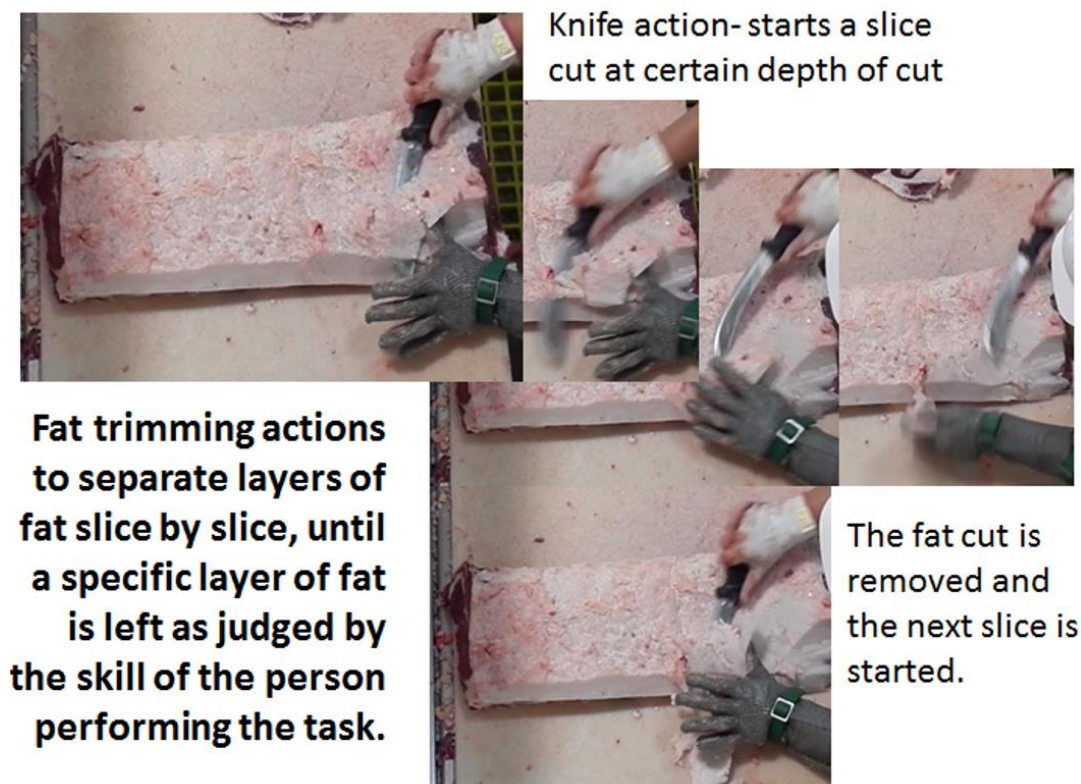 Knife action- starts a slice
cut at certain depth of cut
Fat trimming actions
to separate layers of
fat slice by slice, until
a specific layer of fat
is left as judged by
the skill of the person
performing the task.
The fat cut is
removed and
the next slice is
started.